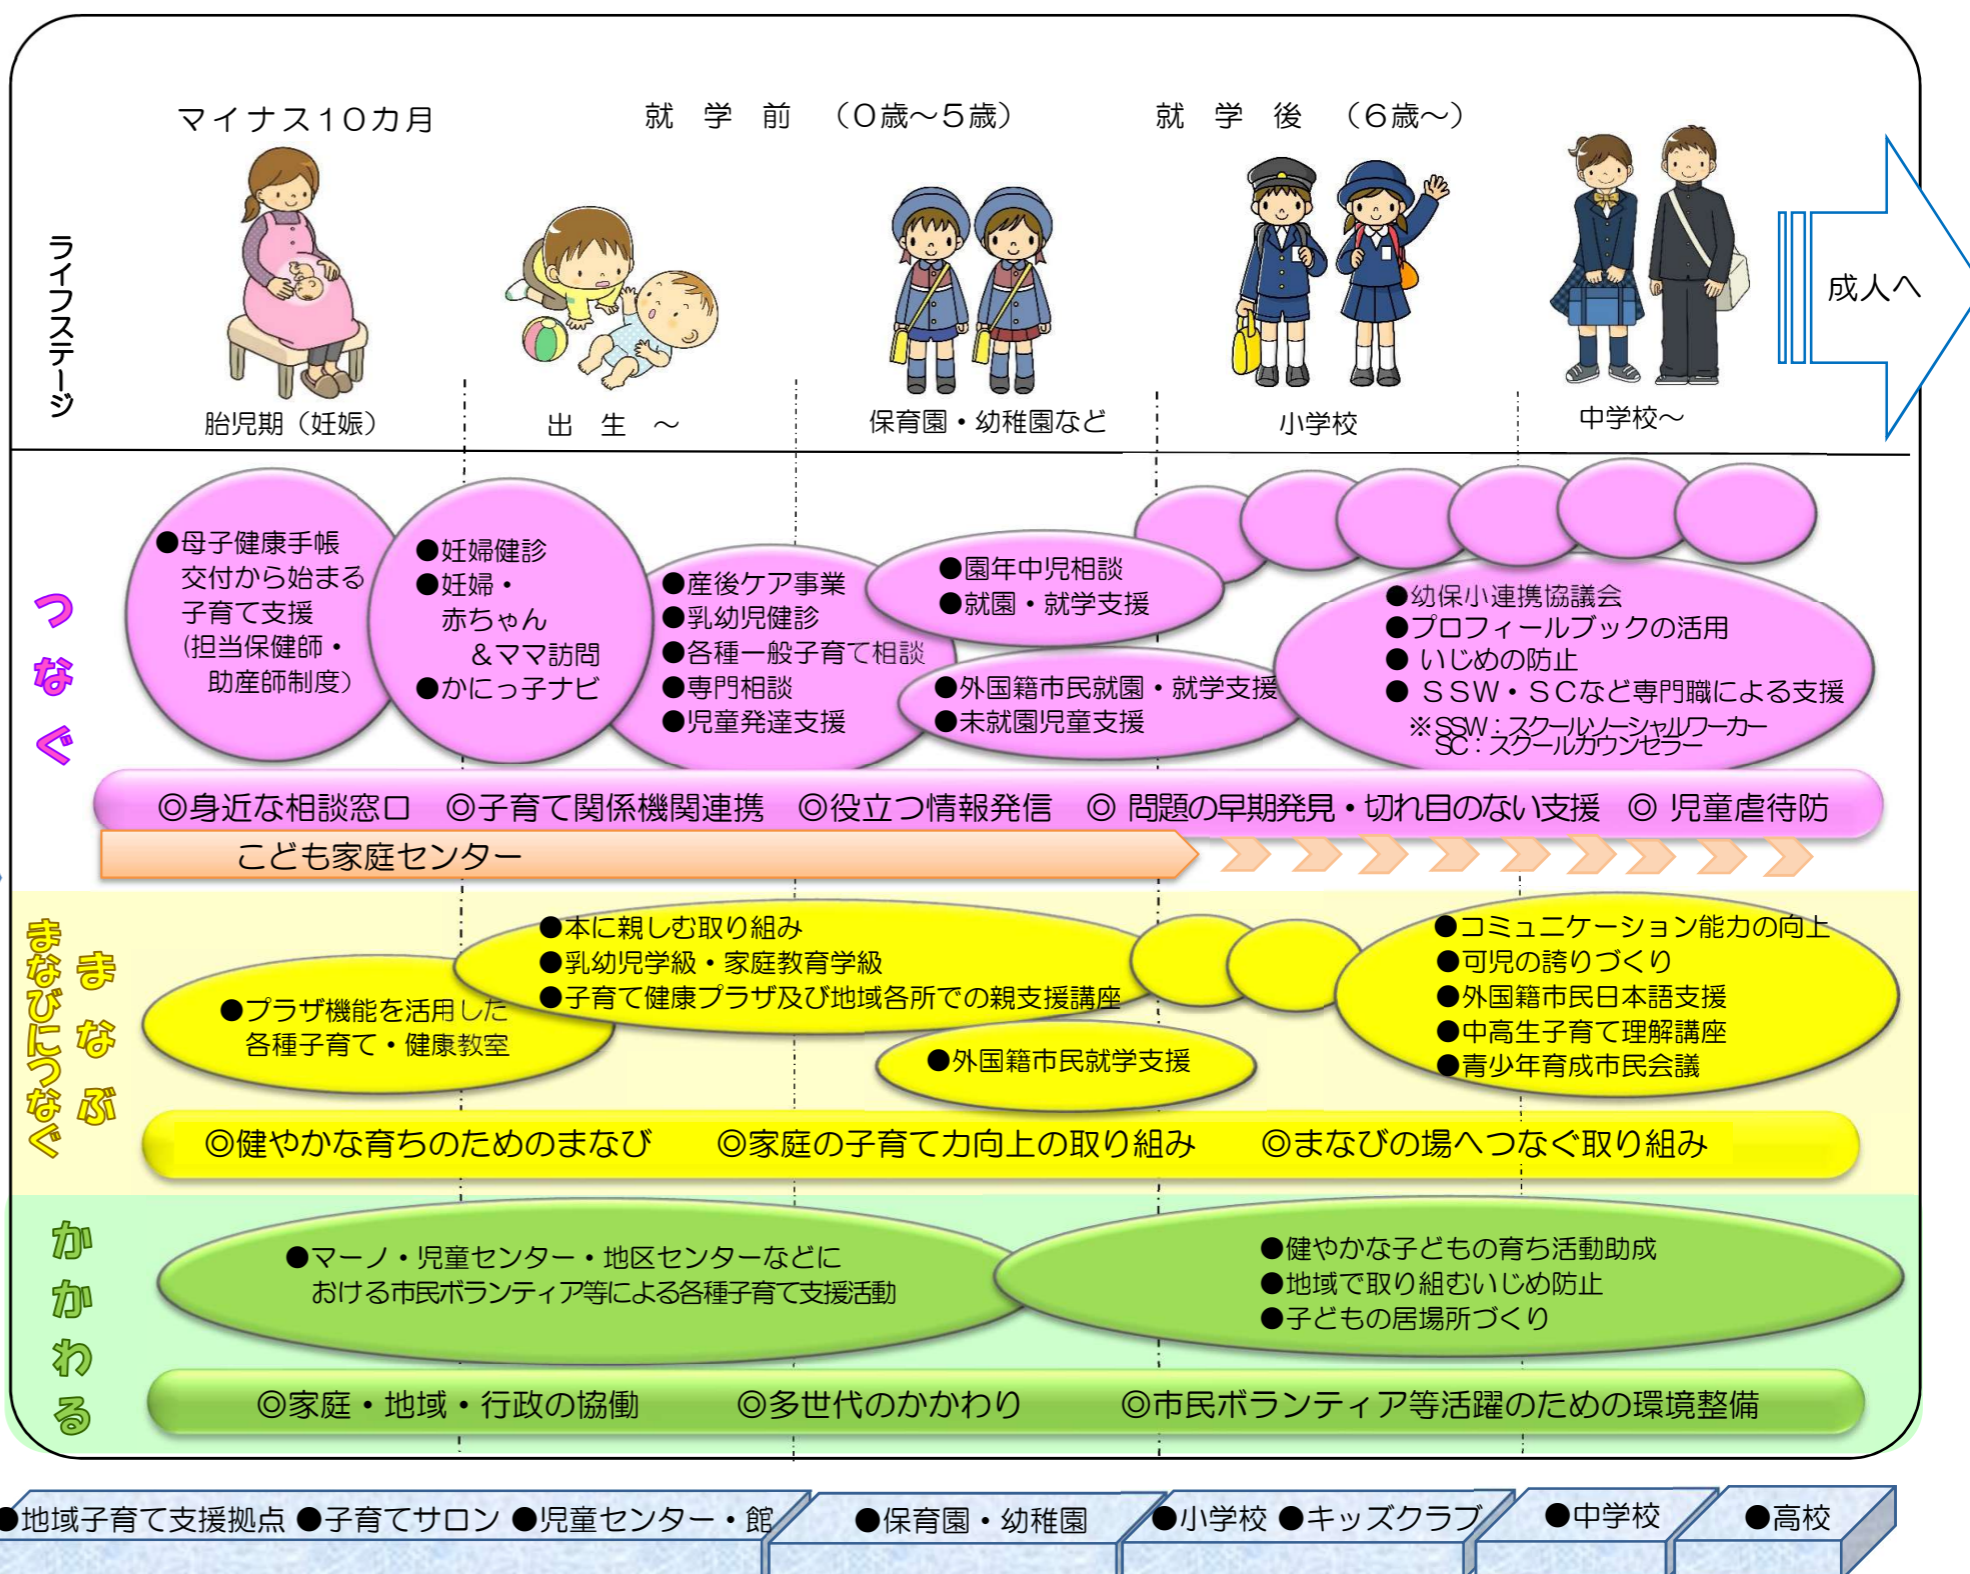 マイナス10カ月
就 学 前 （0歳～5歳）
就 学 後 （6歳～）
ライフステージ
成人へ
胎児期（妊娠）
出 生 ～
保育園・幼稚園など
小学校
中学校～
つなぐ
●母子健康手帳
交付から始まる
子育て支援
(担当保健師・
助産師制度)
●妊婦健診
●妊婦・
赤ちゃん
＆ママ訪問
●かにっ子ナビ
●産後ケア事業
●乳幼児健診
●各種一般子育て相談
●専門相談
●児童発達支援
●園年中児相談
●就園・就学支援
●外国籍市民就園・就学支援
●未就園児童支援
●幼保小連携協議会
●プロフィールブックの活用
● いじめの防止
● ＳＳＷ・ＳＣなど専門職による支援
※SSW：スクールソーシャルワーカー
SC：スクールカウンセラー
◎身近な相談窓口 ◎子育て関係機関連携 ◎役立つ情報発信 ◎ 問題の早期発見・切れ目のない支援 ◎ 児童虐待防
こども家庭センター
まなぶ
まなびにつなぐ
●プラザ機能を活用した
各種子育て・健康教室
●本に親しむ取り組み
●乳幼児学級・家庭教育学級
●子育て健康プラザ及び地域各所での親支援講座
●外国籍市民就学支援
●コミュニケーション能力の向上
●可児の誇りづくり
●外国籍市民日本語支援
●中高生子育て理解講座
●青少年育成市民会議
◎健やかな育ちのためのまなび ◎家庭の子育て力向上の取り組み ◎まなびの場へつなぐ取り組み
かかわる
●マーノ・児童センター・地区センターなどに
おける市民ボランティア等による各種子育て支援活動
●健やかな子どもの育ち活動助成
●地域で取り組むいじめ防止
●子どもの居場所づくり
◎家庭・地域・行政の協働 ◎多世代のかかわり ◎市民ボランティア等活躍のための環境整備
●地域子育て支援拠点 ●子育てサロン ●児童センター・館
●保育園・幼稚園
●小学校 ●キッズクラブ
●中学校
●高校